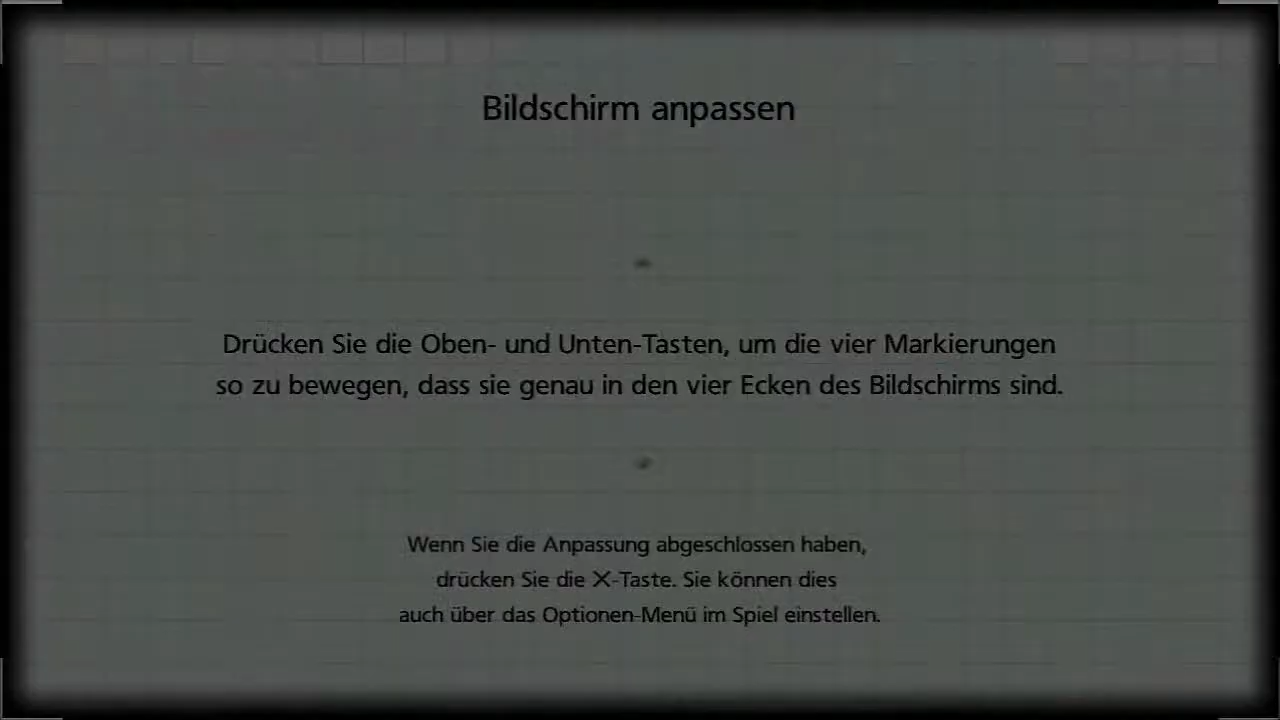 Bildschirm anpassen
Drücken Sie die Oben- und Unten-Tasten, um die vier Markierungen
so zu bewegen, dass sie genau in den vier Ecken des Bildschirms sind.
Wenn Sie die Anpassung abgeschlossen haben,
drücken Sie die X-Taste. Sie können dies
auch über das Optionen-Menü im Spiel einstellen.